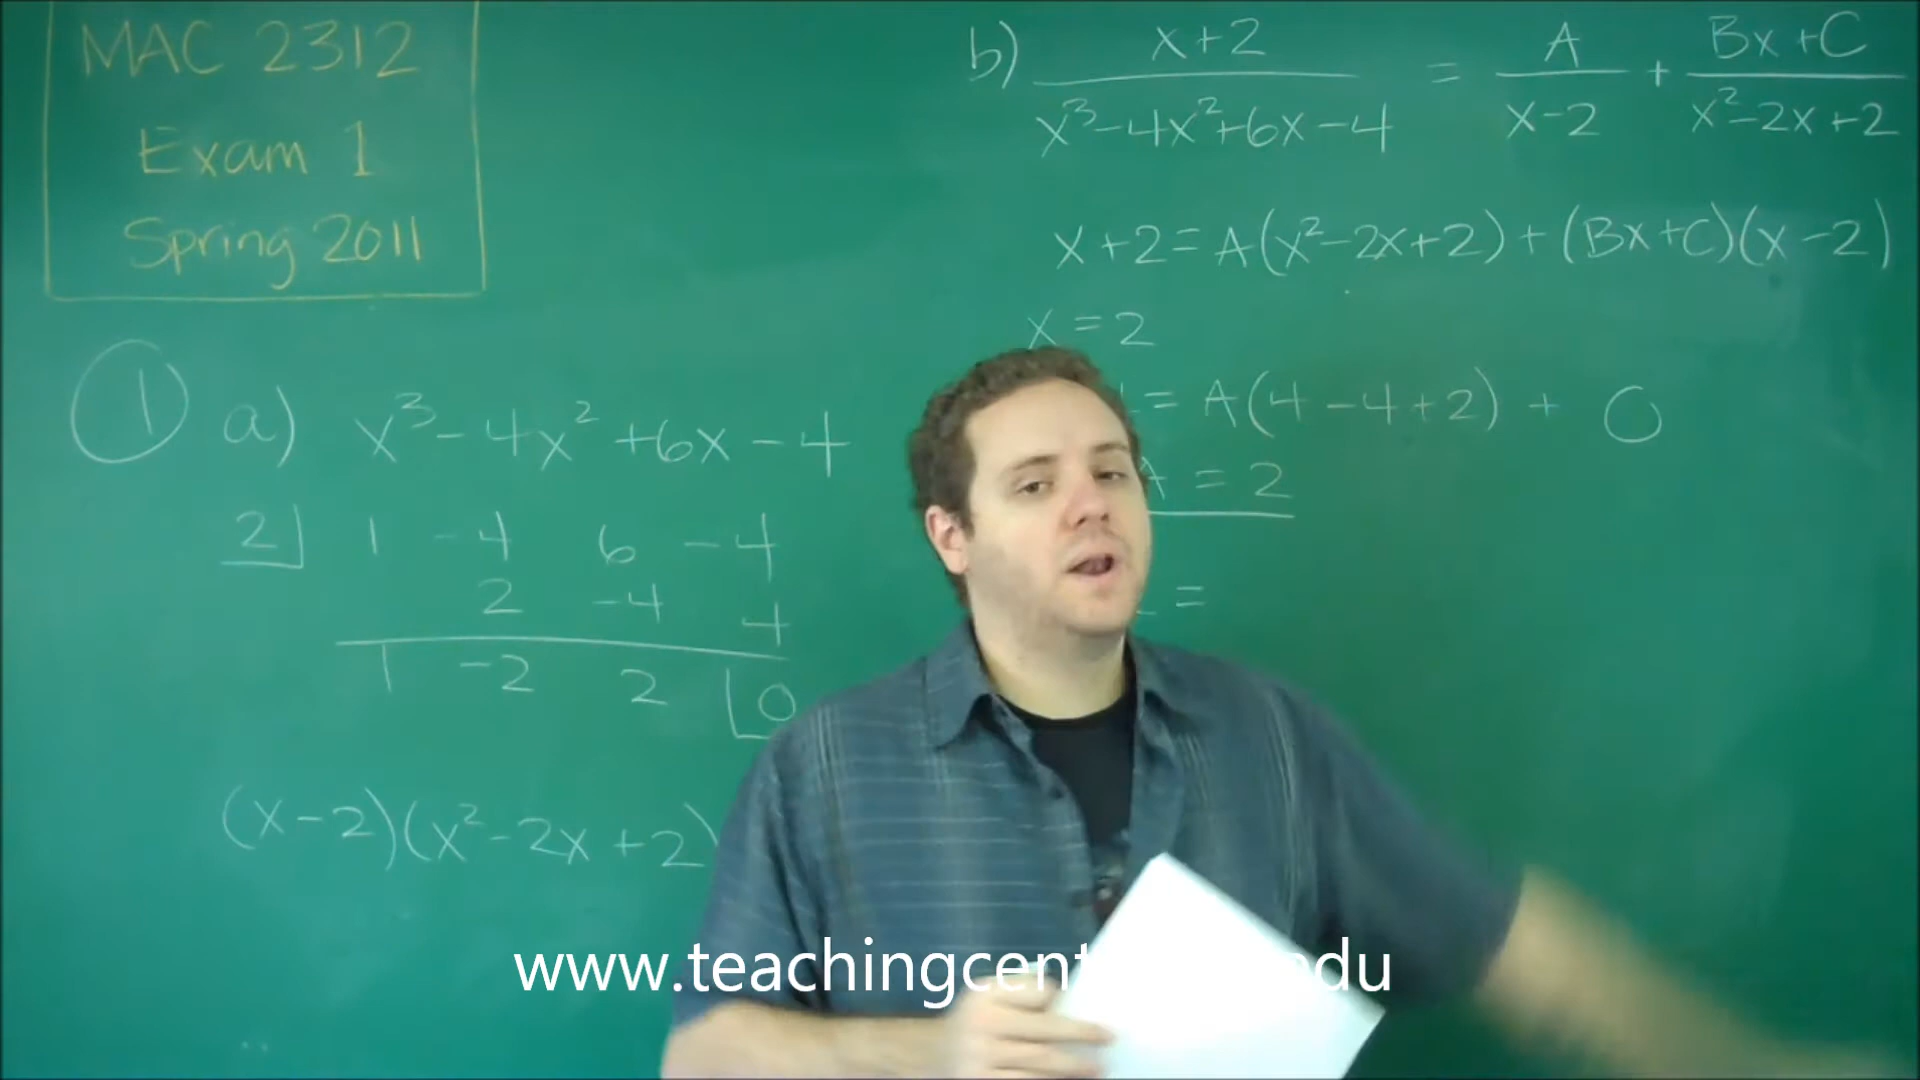 MAC 2312
Exam 1
Spring 2011
1 a) x³ - 4x² + 6x - 4
2 1 -4 6 -4
2 -4 4
1 -2 2 0
(x-2)(x²-2x+2)
b) x+2 / x³-4x²+6x-4 = A / x-2 + Bx+C / x²-2x+2
x+2 = A(x²-2x+2) + (Bx+C)(x-2)
x = 2
= A(4-4+2) + 0
A = 2
=
www.teachingcent
du